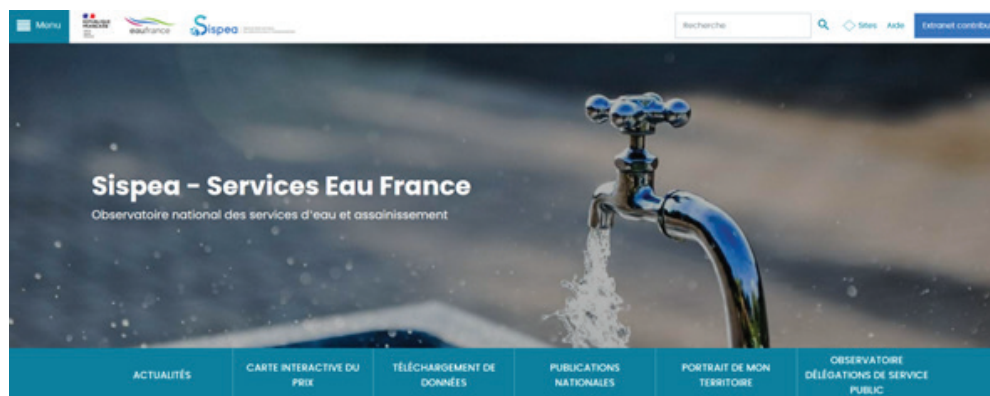 Menu
RÉPUBLIQUE
FRANÇAISE
eaufrance
Sispea
Recherche
Sites
Aide
Extranet contribu
Sispea - Services Eau France
Observatoire national des services d'eau et assainissement
ACTUALITÉS
CARTE INTERACTIVE DU
PRIX
TÉLÉCHARGEMENT DE
DONNÉES
PUBLICATIONS
NATIONALES
PORTRAIT DE MON
TERRITOIRE
OBSERVATOIRE
DÉLÉGATIONS DE SERVICE
PUBLIC